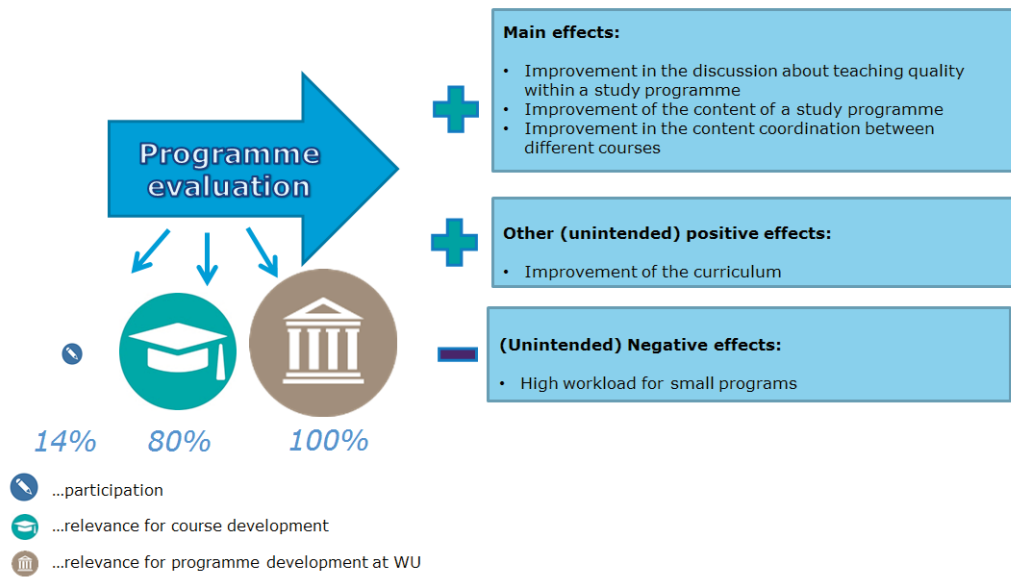 Programme
evaluation
14%
80%
100%
...participation
...relevance for course development
...relevance for programme development at WU
Main effects:
• Improvement in the discussion about teaching quality
within a study programme
• Improvement of the content of a study programme
• Improvement in the content coordination between
different courses
Other (unintended) positive effects:
• Improvement of the curriculum
(Unintended) Negative effects:
• High workload for small programs